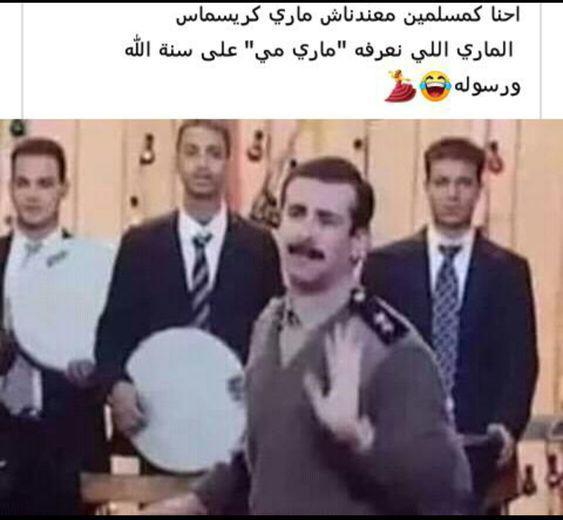 احنا كمسلمين معندناش ماري كريسماس
الماري اللي نعرفه "ماري مي" على سنة الله
ورسوله😂💃